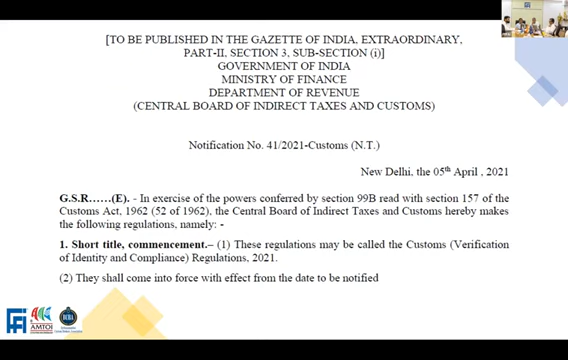 [TO BE PUBLISHED IN THE GAZETTE OF INDIA, EXTRAORDINARY,
PART-II, SECTION 3, SUB-SECTION (i)]
GOVERNMENT OF INDIA
MINISTRY OF FINANCE
DEPARTMENT OF REVENUE
(CENTRAL BOARD OF INDIRECT TAXES AND CUSTOMS)
Notification No. 41/2021-Customs (N.T.)
New Delhi, the 05th April , 2021
G.S.R……(E). - In exercise of the powers conferred by section 99B read with section 157 of
the Customs Act, 1962 (52 of 1962), the Central Board of Indirect Taxes and Customs hereby makes
the following regulations, namely: -
1. Short title, commencement.– (1) These regulations may be called the Customs (Verification
of Identity and Compliance) Regulations, 2021.
(2) They shall come into force with effect from the date to be notified
AMTOI